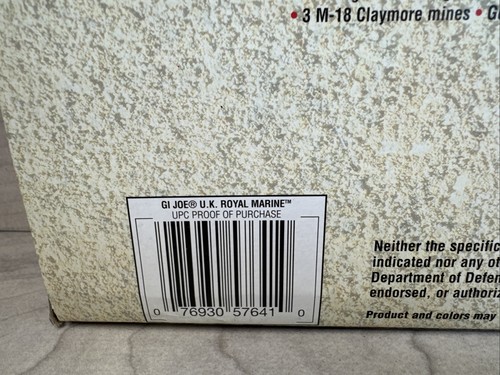 • 3 M-18 Claymore mines •
GI JOE® U.K. ROYAL MARINE™
UPC PROOF OF PURCHASE
0 76930 57641 0
Neither the specific
indicated nor any of
Department of Defen
endorsed, or authoriz
Product and colors may